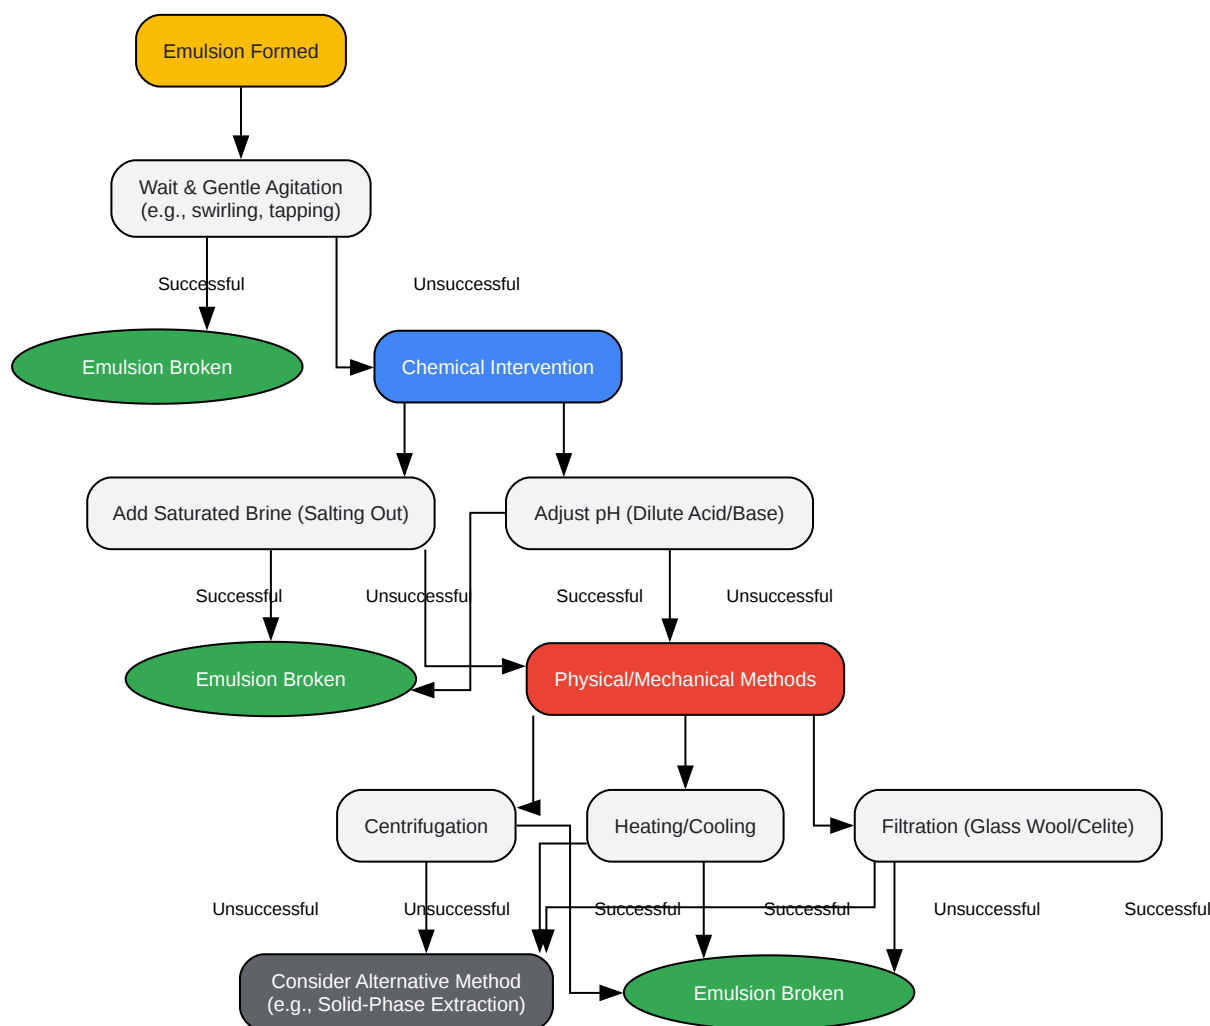 Emulsion Formed
Wait & Gentle Agitation
(e.g., swirling, tapping)
Successful
Unsuccessful
Emulsion Broken
Chemical Intervention
Add Saturated Brine (Salting Out)
Adjust pH (Dilute Acid/Base)
Successful
Unsuccessful
Successful
Unsuccessful
Emulsion Broken
Physical/Mechanical Methods
Centrifugation
Heating/Cooling
Filtration (Glass Wool/Celite)
Unsuccessful
Unsuccessful
Successful
Successful
Unsuccessful
Successful
Consider Alternative Method
(e.g., Solid-Phase Extraction)
Emulsion Broken